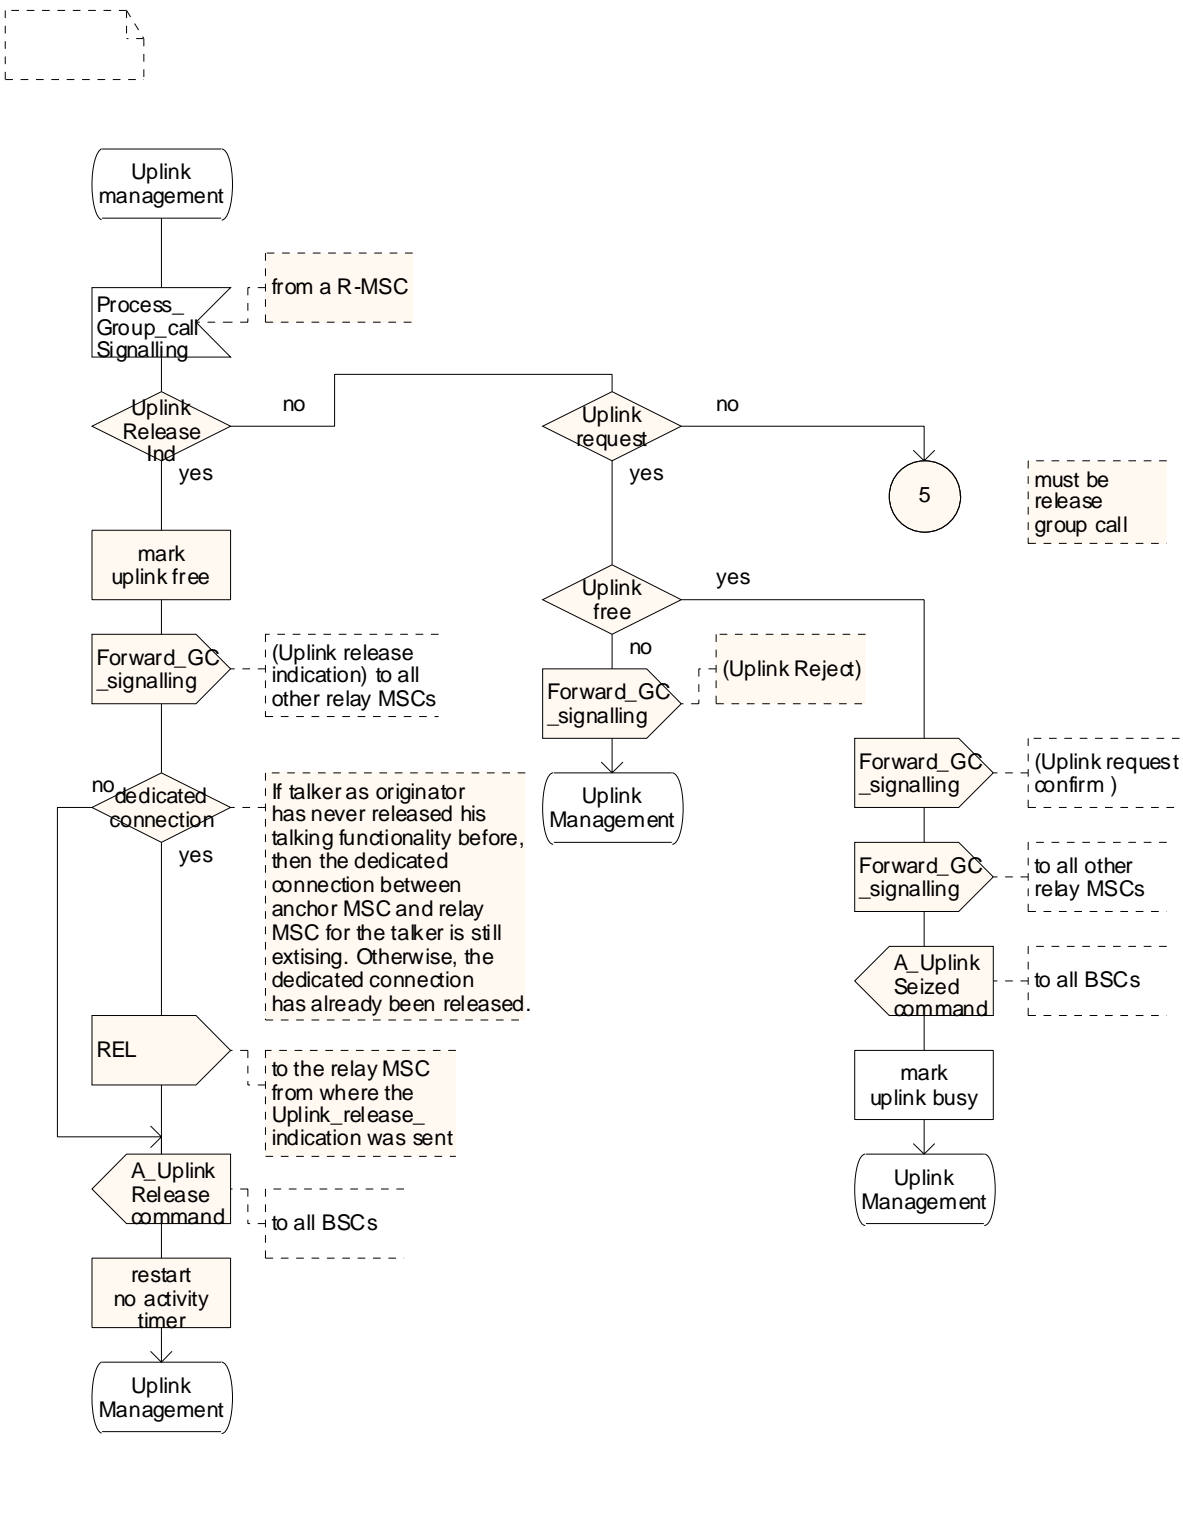 Uplink
management
from a R-MSC
Process_
Group_call
Signalling
Uplink
Release
Ind
no
yes
Uplink
request
no
yes
5
must be
release
group call
mark
uplink free
Uplink
free
yes
no
Forward_GC
_signalling
(Uplink release
indication) to all
other relay MSCs
Forward_GC
_signalling
(Uplink Reject)
Uplink
Management
Forward_GC
_signalling
(Uplink request
confirm )
no
dedicated
connection
yes
If talker as originator
has never released his
talking functionality before,
then the dedicated
connection between
anchor MSC and relay
MSC for the talker is still
extising. Otherwise, the
dedicated connection
has already been released.
Forward_GC
_signalling
to all other
relay MSCs
A_Uplink
Seized
command
to all BSCs
REL
to the relay MSC
from where the
Uplink_release_
indication was sent
mark
uplink busy
Uplink
Management
A_Uplink
Release
command
to all BSCs
restart
no activity
timer
Uplink
Management